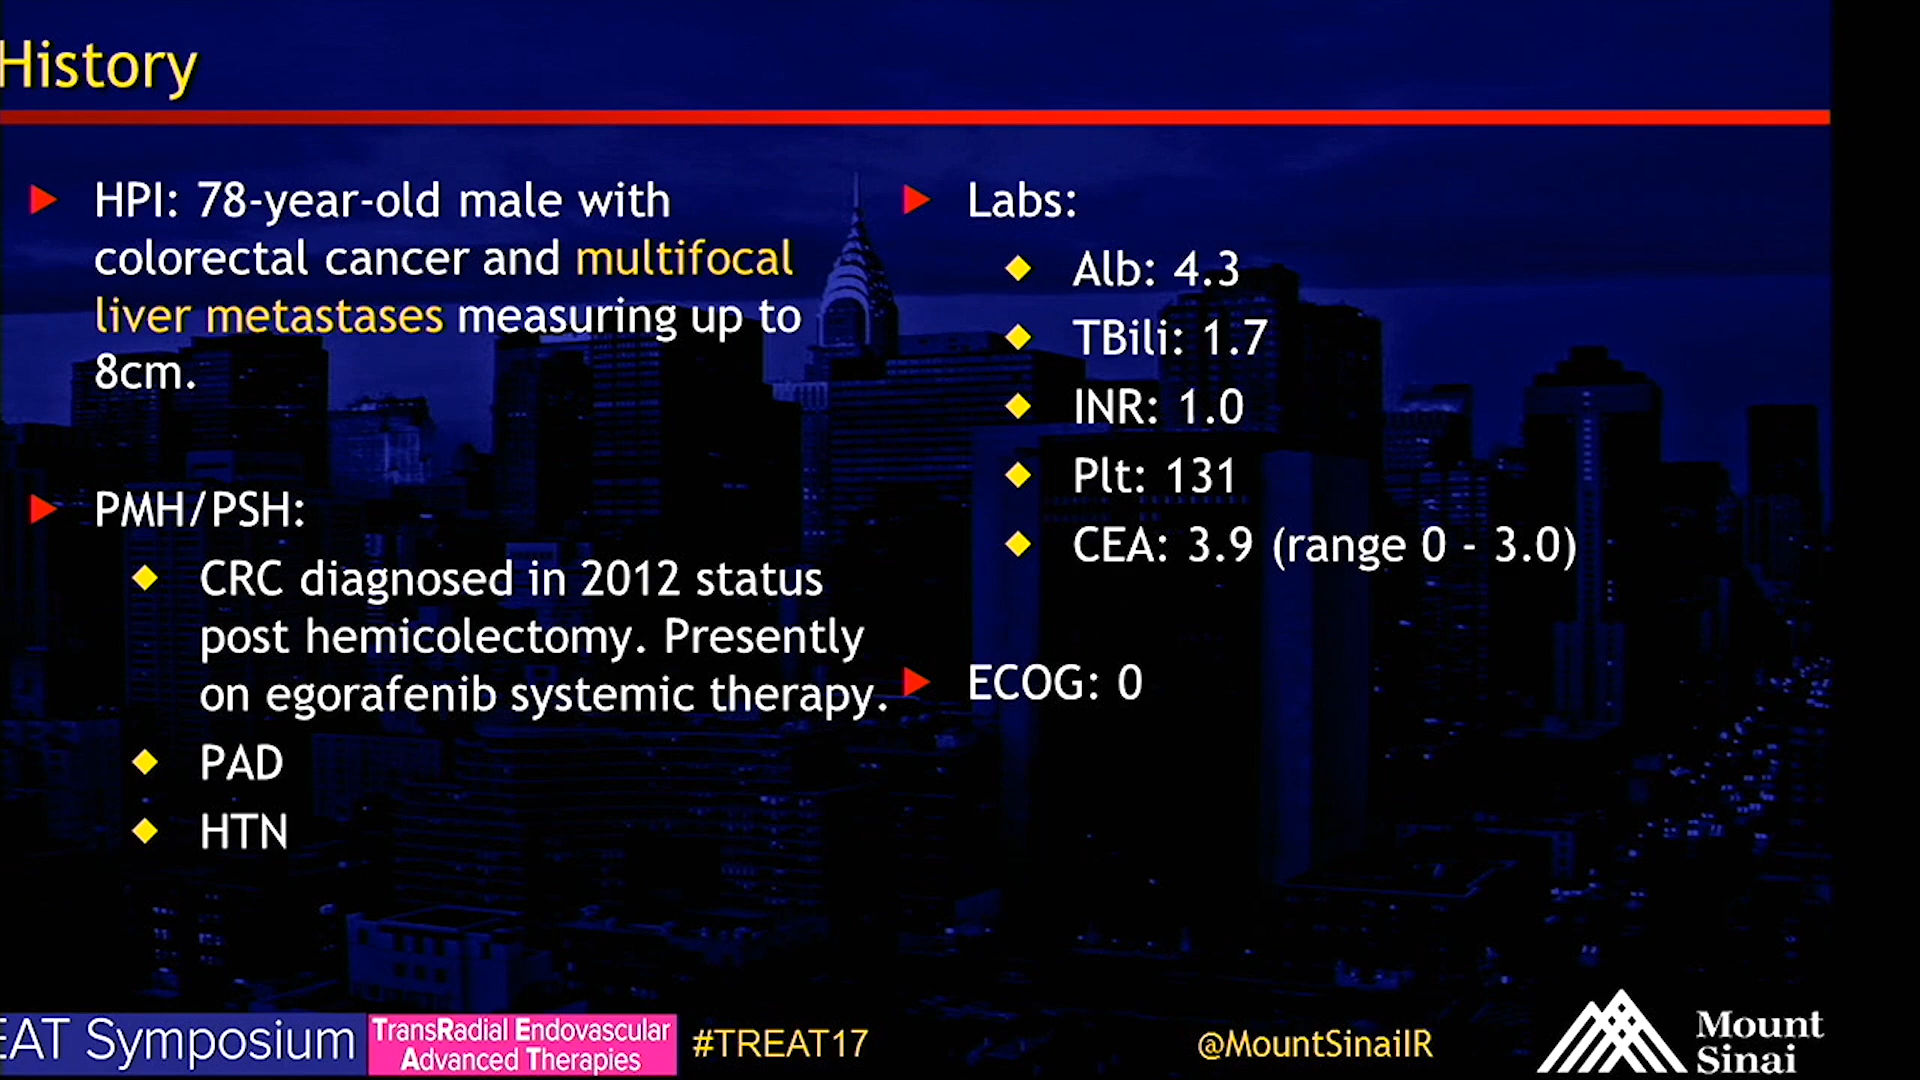 History
HPI: 78-year-old male with
colorectal cancer and multifocal
liver metastases measuring up to
8cm.
PMH/PSH:
CRC diagnosed in 2012 status
post hemicolectomy. Presently
on egorafenib systemic therapy.
PAD
HTN
Labs:
Alb: 4.3
TBili: 1.7
INR: 1.0
Plt: 131
CEA: 3.9 (range 0 - 3.0)
ECOG: 0
EAT Symposium
TransRadial Endovascular
Advanced Therapies
#TREAT17
@MountSinaiIR
Mount
Sinai